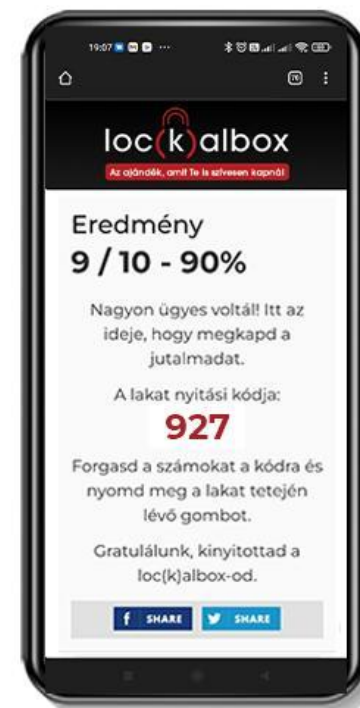 19:07
76
loc(k)albox
Az ajándék, amit Te is szívesen kapnál
Eredmény
9 / 10 - 90%
Nagyon ügyes voltál! Itt az
ideje, hogy megkapd a
jutalmadat.
A lakat nyitási kódja:
927
Forgasd a számokat a kódra és
nyomd meg a lakat tetején
lévő gombot.
Gratulálunk, kinyitottad a
loc(k)albox-od.
f SHARE SHARE